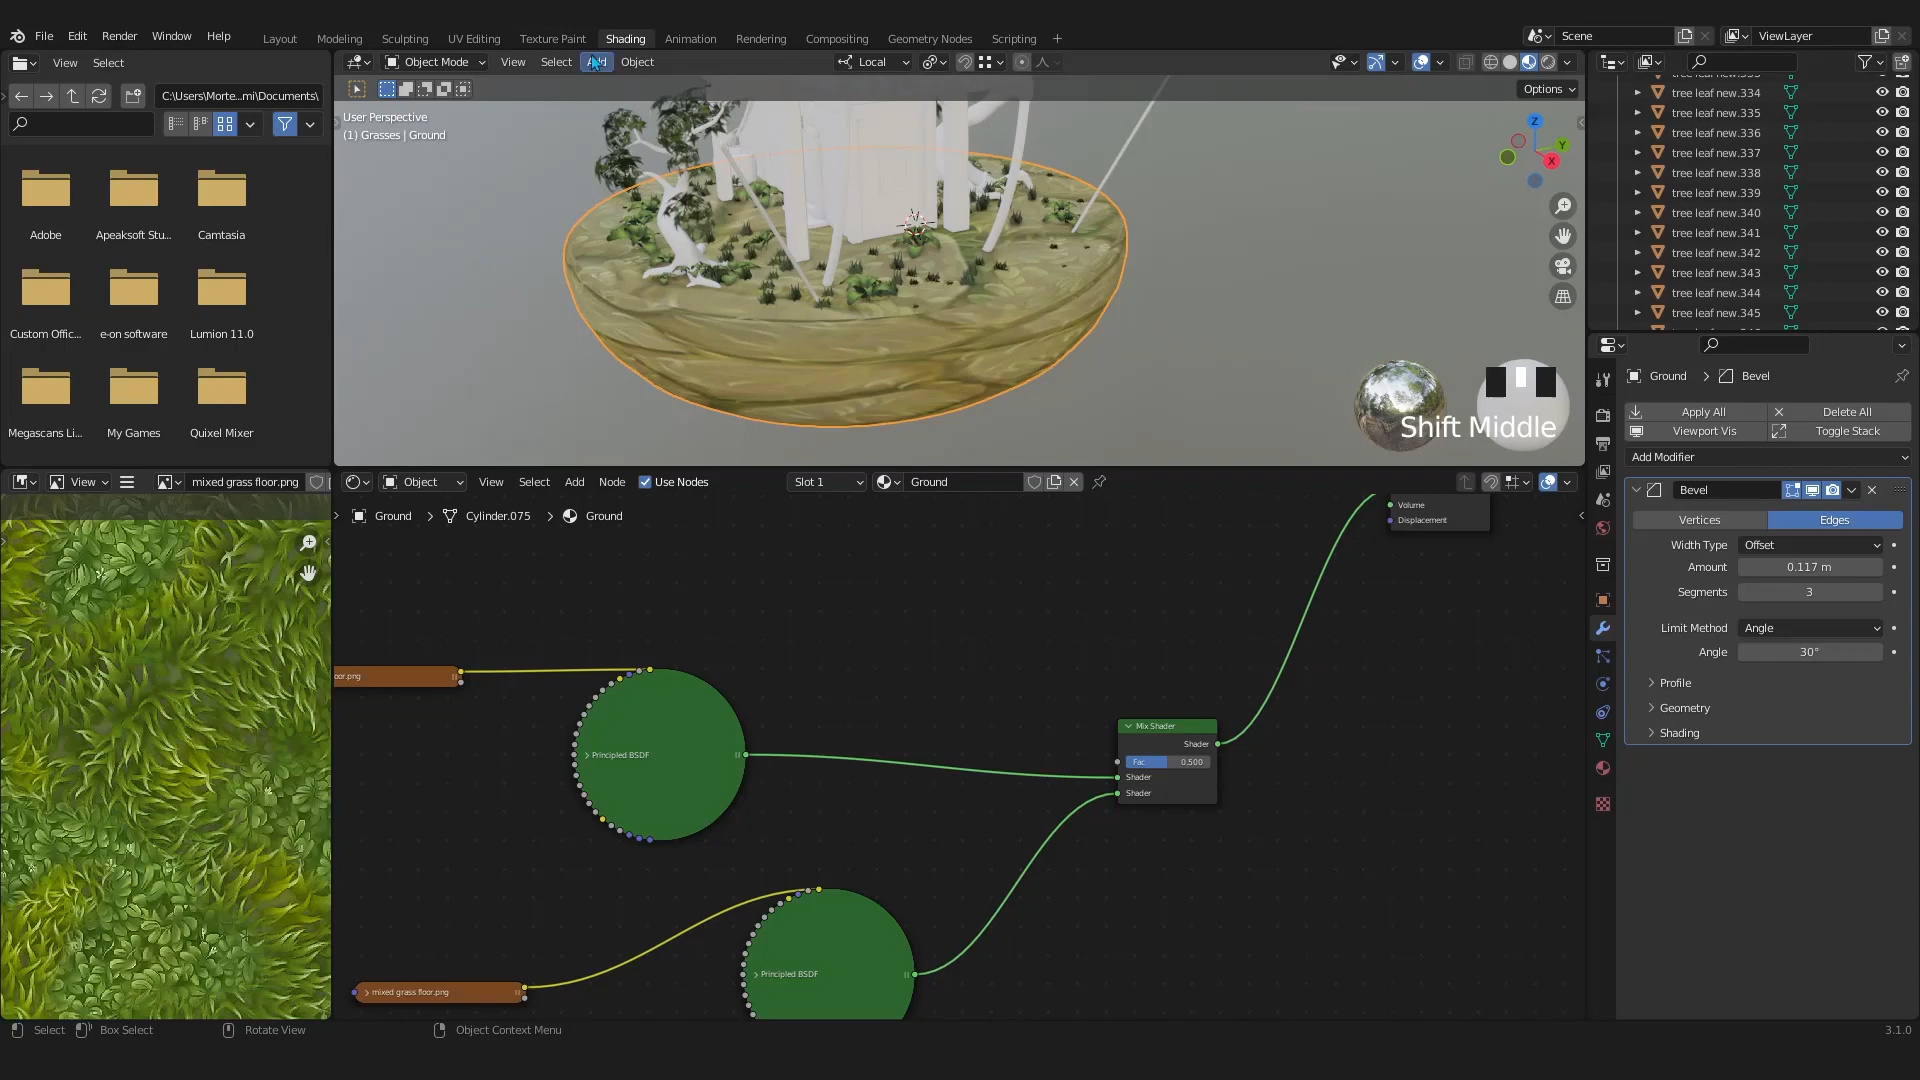 File Edit Render Window Help Layout Modeling Sculpting UV Editing Texture Paint Shading Animation Rendering Compositing Geometry Nodes Scripting Scene ViewLayer
View Select
Object Mode View Select Add Object Local
C:\Users\Morte...mi\Documents\
Options
User Perspective
(1) Grasses | Ground
Adobe Apeaksoft Stu... Camtasia
Custom Offic... e-on software Lumion 11.0
Megascans Li... My Games Quixel Mixer
Z
Y
X
Shift Middle
tree leaf new.334
tree leaf new.335
tree leaf new.336
tree leaf new.337
tree leaf new.338
tree leaf new.339
tree leaf new.340
tree leaf new.341
tree leaf new.342
tree leaf new.343
tree leaf new.344
tree leaf new.345
Ground > Bevel
Apply All Delete All
Viewport Vis Toggle Stack
Add Modifier
Bevel
Vertices Edges
Width Type Offset
Amount 0.117 m
Segments 3
Limit Method Angle
Angle 30°
Profile
Geometry
Shading
View mixed grass floor.png
Object View Select Add Node Use Nodes Slot 1 Ground
Ground > Cylinder.075 > Ground
Volume
Displacement
oor.png
Principled BSDF
Mix Shader
Shader
Fac 0.500
Shader
Shader
Principled BSDF
mixed grass floor.png
Select Box Select Rotate View Object Context Menu 3.1.0